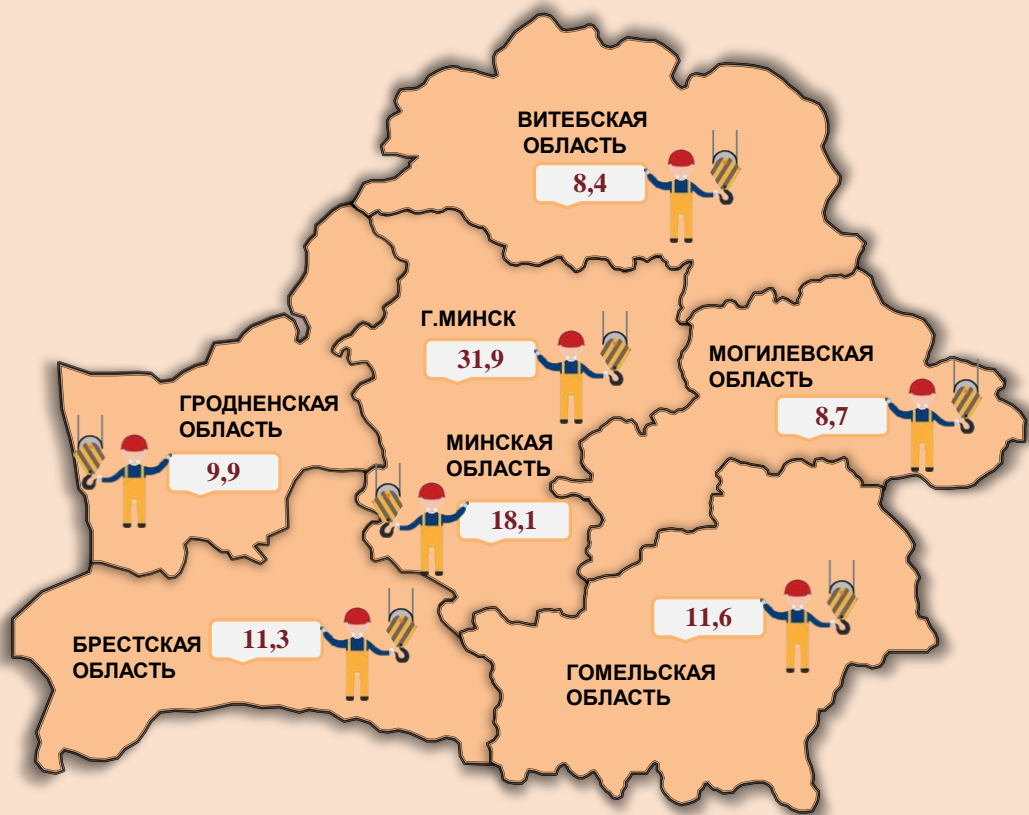 ВИТЕБСКАЯ
ОБЛАСТЬ
8,4
Г.МИНСК
31,9
МОГИЛЕВСКАЯ
ОБЛАСТЬ
8,7
ГРОДНЕНСКАЯ
ОБЛАСТЬ
9,9
МИНСКАЯ
ОБЛАСТЬ
18,1
БРЕСТСКАЯ
ОБЛАСТЬ
11,3
11,6
ГОМЕЛЬСКАЯ
ОБЛАСТЬ